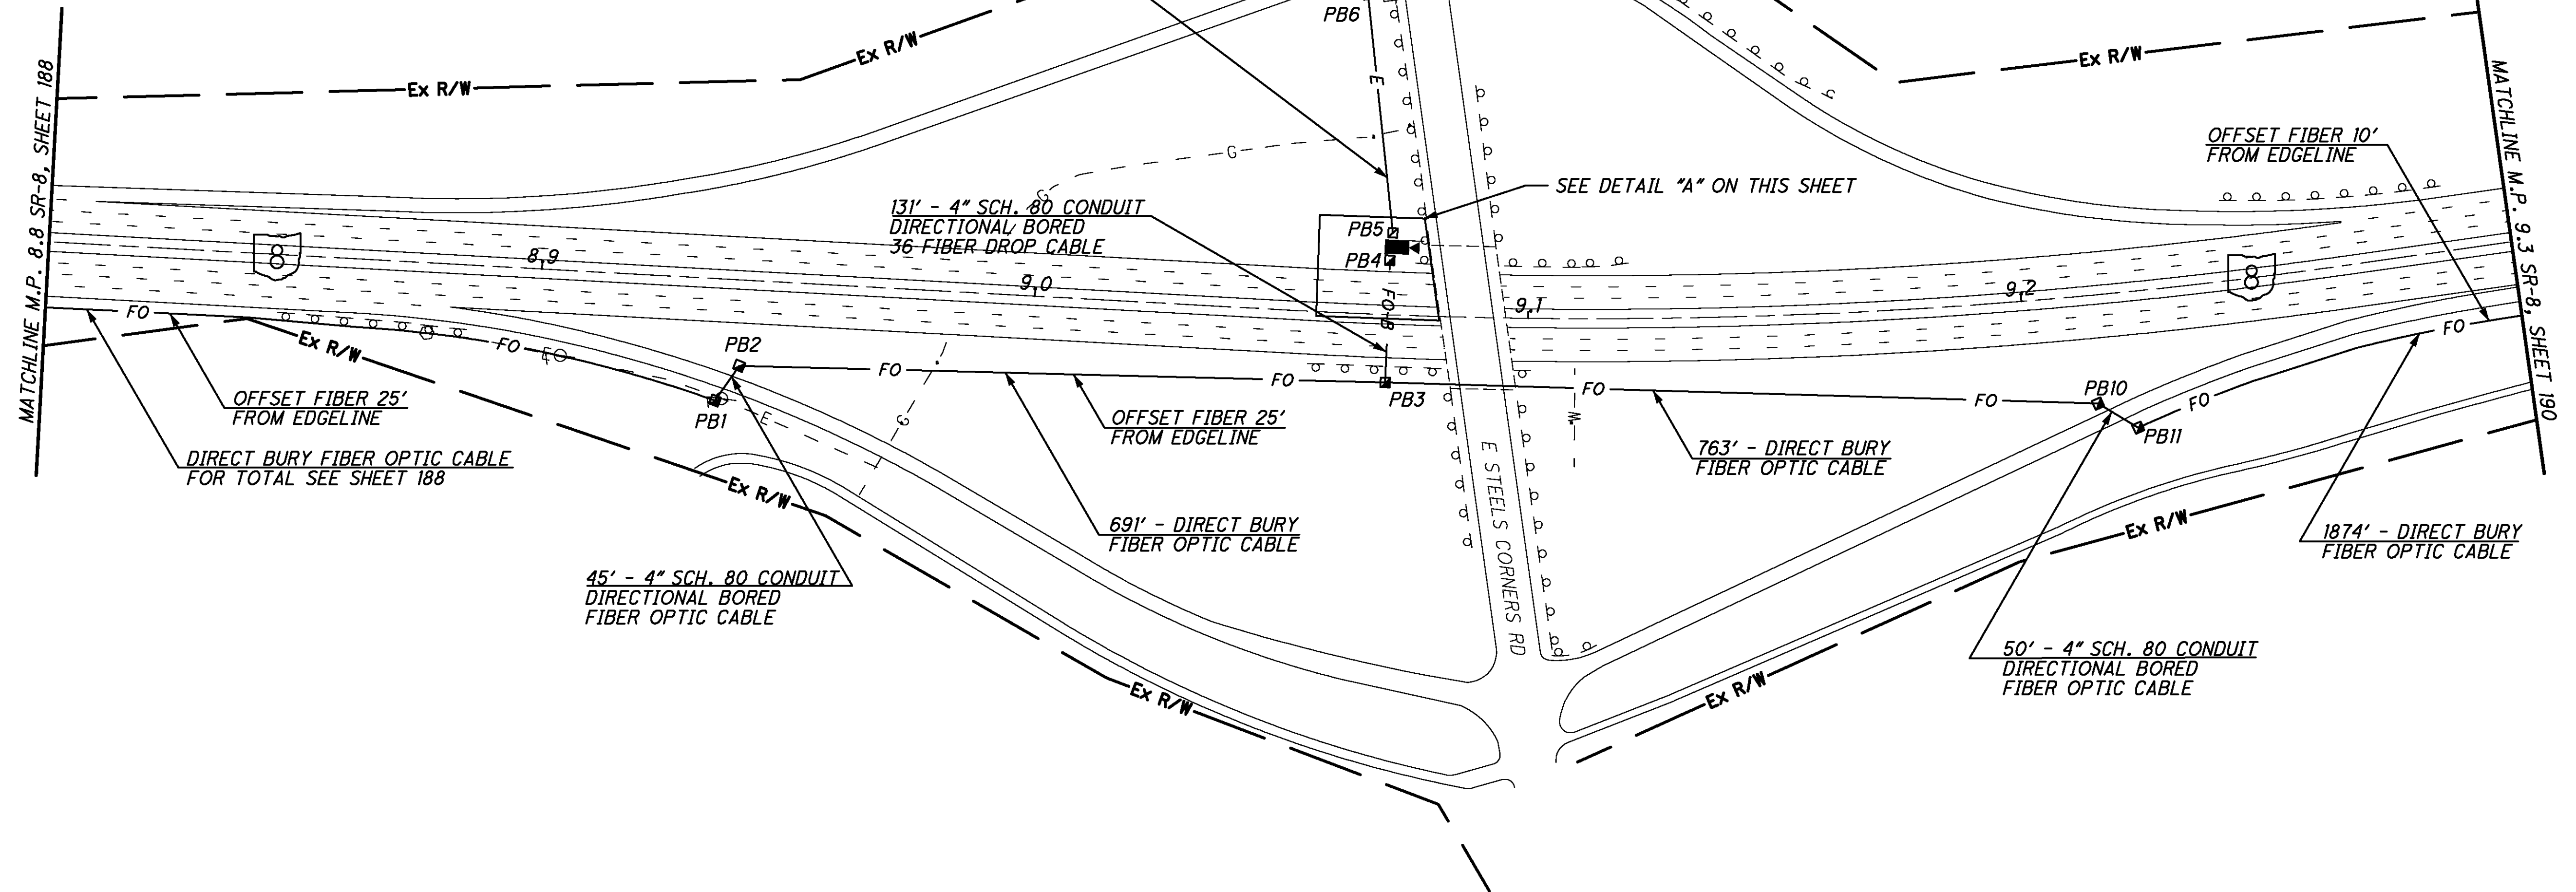 MATCHLINE M.P. 8.8 SR-8, SHEET 188
Ex R/W
Ex R/W
PB6
E
Ex R/W
MATCHLINE M.P. 9.3 SR-8, SHEET 190
OFFSET FIBER 10'
FROM EDGELINE
G
G
SEE DETAIL "A" ON THIS SHEET
131' - 4" SCH. 80 CONDUIT
DIRECTIONAL BORED
36 FIBER DROP CABLE
PB5
PB4
FO-B
8
8.9
9.0
9.1
9.2
8
FO
FO
FO
Ex R/W
PB2
FO
FO
PB3
FO
FO
PB10
PB11
FO
FO
OFFSET FIBER 25'
FROM EDGELINE
PB1
E
G
OFFSET FIBER 25'
FROM EDGELINE
W
763' - DIRECT BURY
FIBER OPTIC CABLE
DIRECT BURY FIBER OPTIC CABLE
FOR TOTAL SEE SHEET 188
Ex R/W
691' - DIRECT BURY
FIBER OPTIC CABLE
E STEELS CORNERS RD
Ex R/W
1874' - DIRECT BURY
FIBER OPTIC CABLE
45' - 4" SCH. 80 CONDUIT
DIRECTIONAL BORED
FIBER OPTIC CABLE
50' - 4" SCH. 80 CONDUIT
DIRECTIONAL BORED
FIBER OPTIC CABLE
Ex R/W
Ex R/W